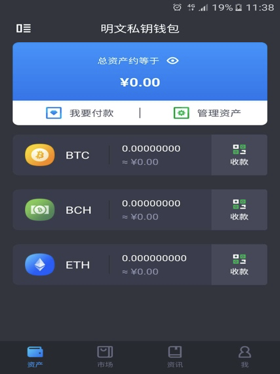 19% 11:38
明文私钥钱包
总资产约等于
¥0.00
我要付款
管理资产
BTC
0.00000000
≈ ¥0.00
收款
BCH
0.00000000
≈ ¥0.00
收款
ETH
0.000000000
≈ ¥0.00
收款
资产
市场
资讯
我